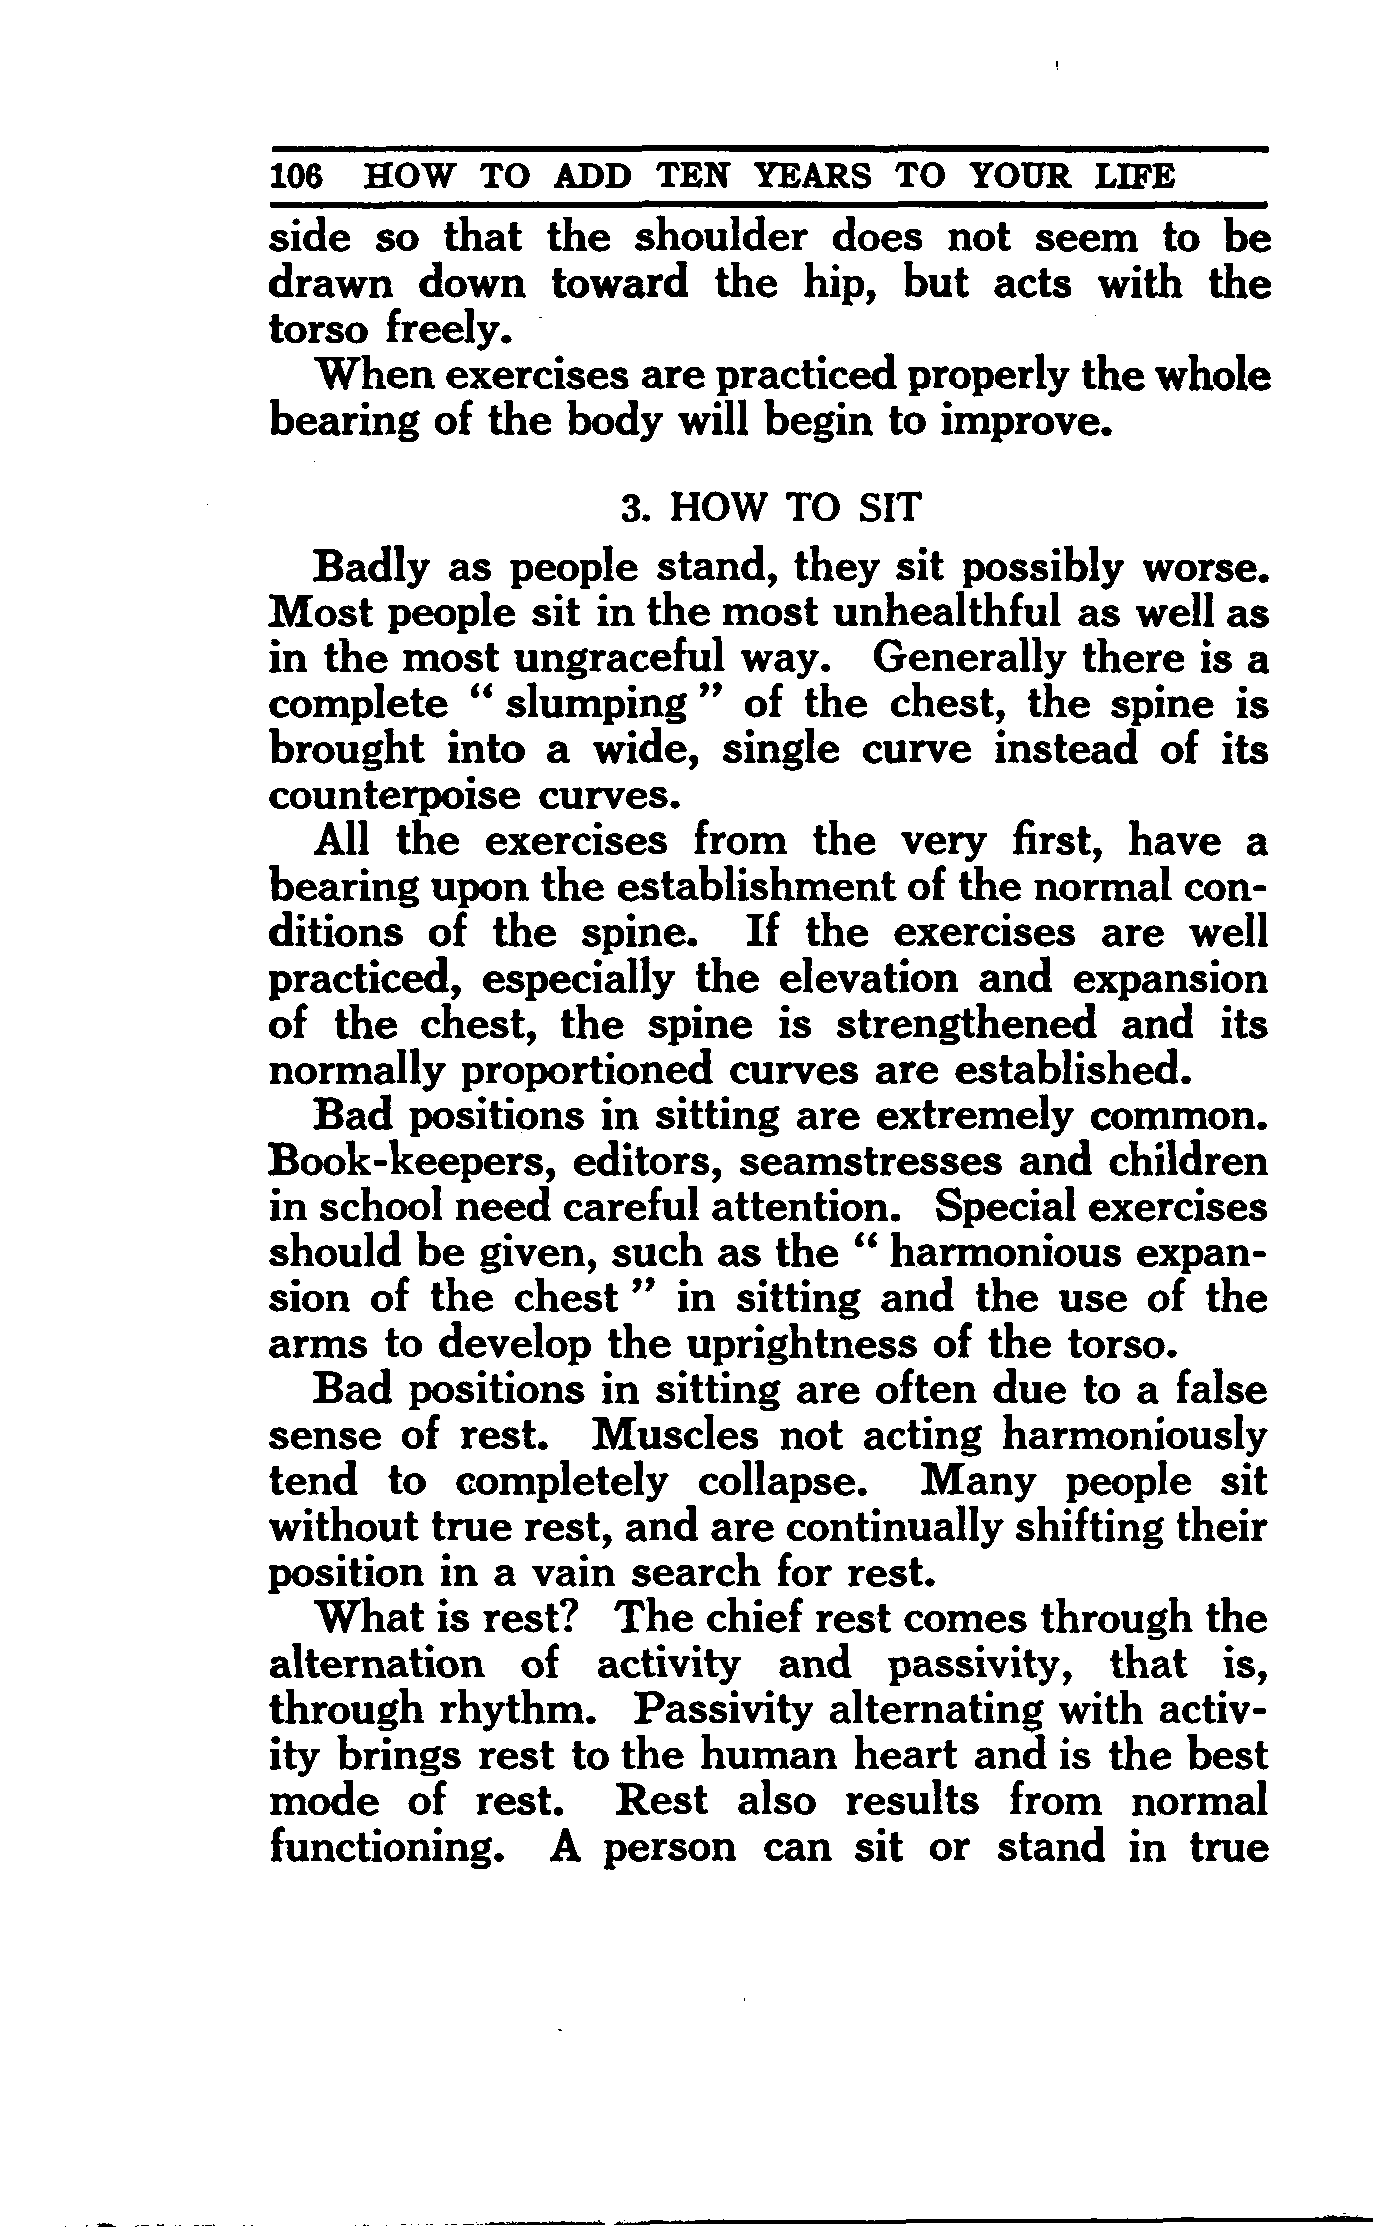 106 HOW TO ADD TEN YEARS TO YOUR LIFE
side so that the shoulder does not seem to be
drawn down toward the hip, but acts with the
torso freely.
When exercises are practiced properly the whole
bearing of the body will begin to improve.
3. HOW TO SIT
Badly as people stand, they sit possibly worse.
Most people sit in the most unhealthful as well as
in the most ungraceful way. Generally there is a
complete “ slumping ” of the chest, the spine is
brought into a wide, single curve instead of its
counterpoise curves.
All the exercises from the very first, have a
bearing upon the establishment of the normal con-
ditions of the spine. If the exercises are well
practiced, especially the elevation and expansion
of the chest, the spine is strengthened and its
normally proportioned curves are established.
Bad positions in sitting are extremely common.
Book-keepers, editors, seamstresses and children
in school need careful attention. Special exercises
should be given, such as the “ harmonious expan-
sion of the chest ” in sitting and the use of the
arms to develop the uprightness of the torso.
Bad positions in sitting are often due to a false
sense of rest. Muscles not acting harmoniously
tend to completely collapse. Many people sit
without true rest, and are continually shifting their
position in a vain search for rest.
What is rest? The chief rest comes through the
alternation of activity and passivity, that is,
through rhythm. Passivity alternating with activ-
ity brings rest to the human heart and is the best
mode of rest. Rest also results from normal
functioning. A person can sit or stand in true